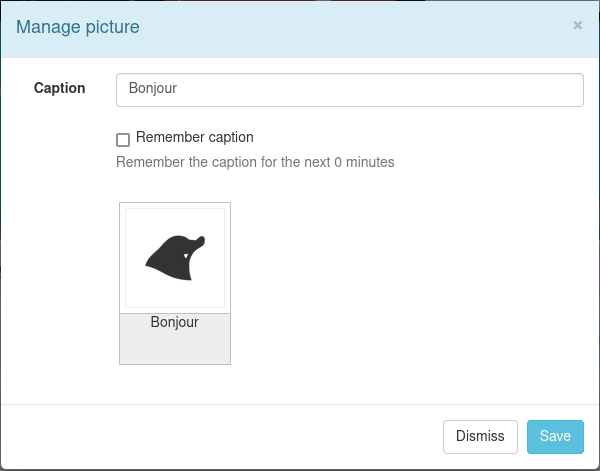 Manage picture ×
Caption Bonjour
Remember caption
Remember the caption for the next 0 minutes
Bonjour
Dismiss Save